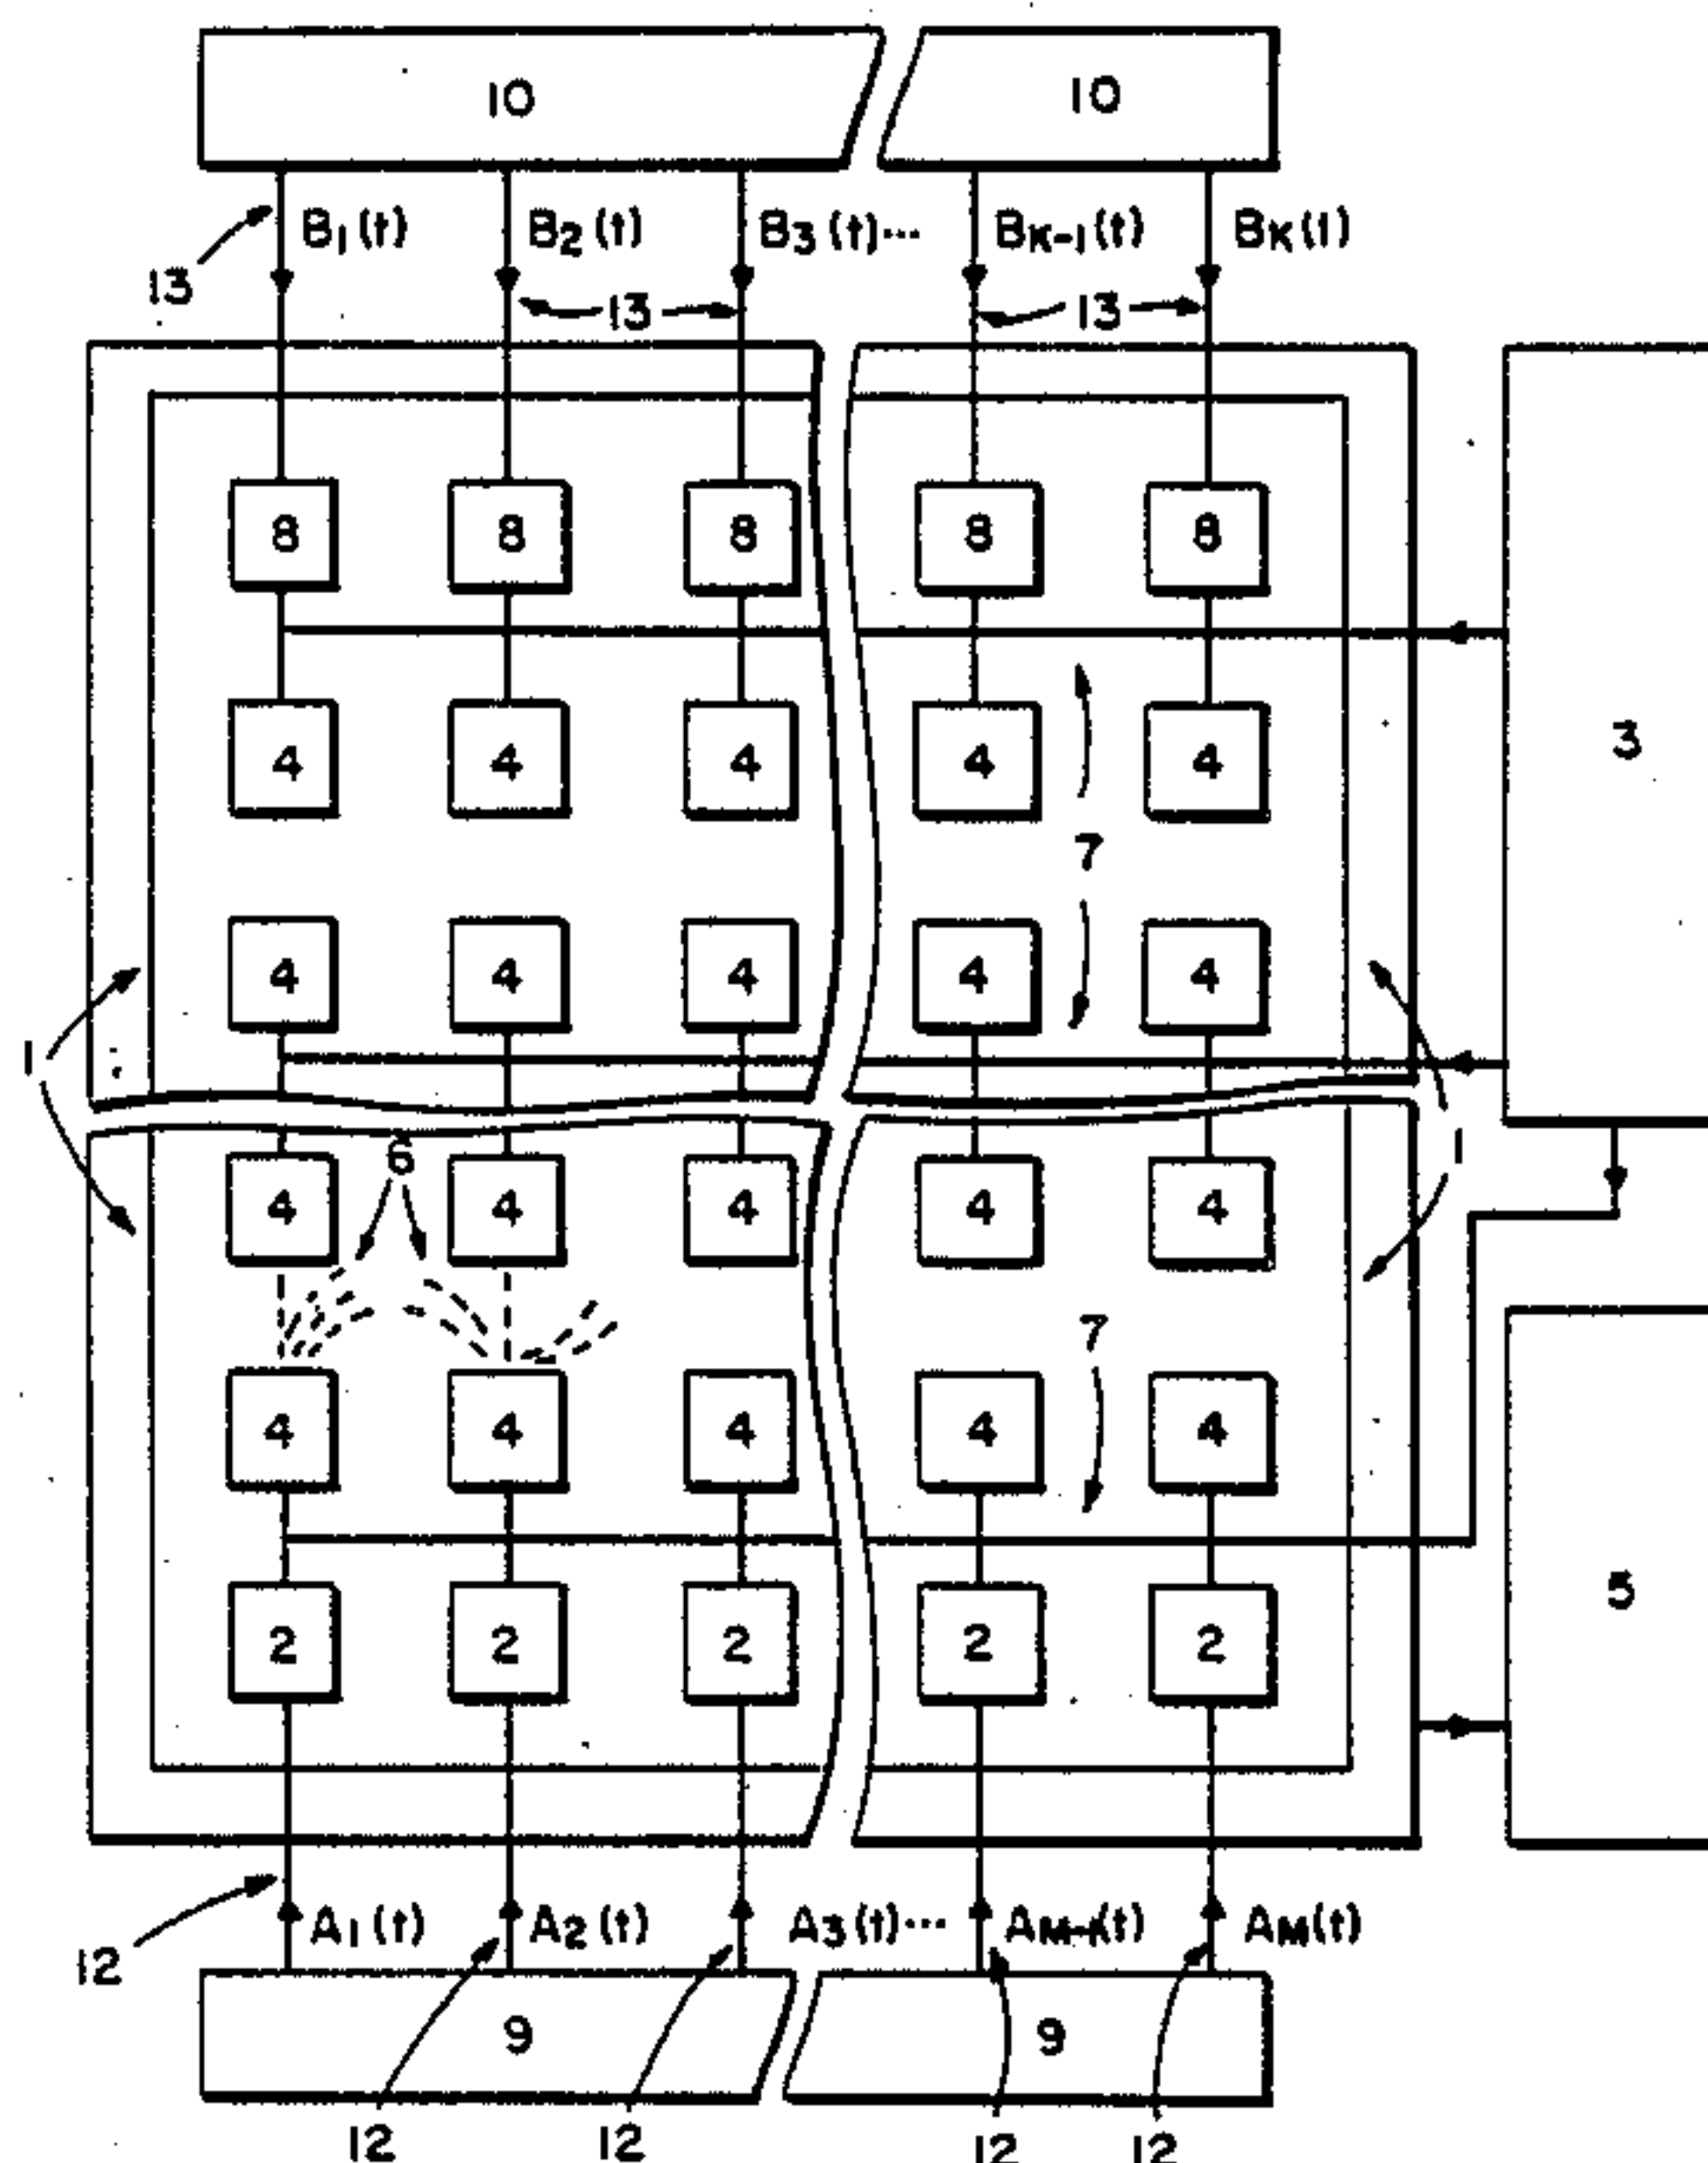 10 10
B1(t) B2(t) B3(t)... BK-1(t) BK(t)
13 13 13
8 8 8 8 8
4 4 4 4 4
3
7
4 4 4 4 4
1 1
6
4 4 4 4 4
7
4 4 4 4 4
5
2 2 2 2 2
A1(t) A2(t) A3(t)... AM-1(t) AM(t)
12
9 9
12 12 12 12